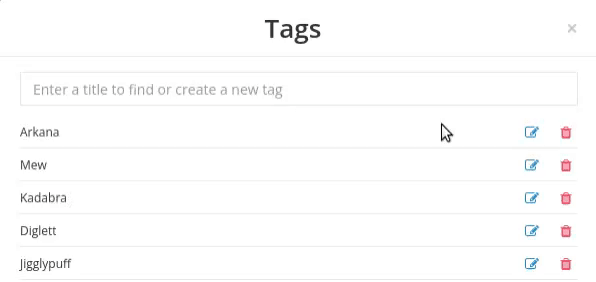 Tags
×
Enter a title to find or create a new tag
Arkana
Mew
Kadabra
Diglett
Jigglypuff